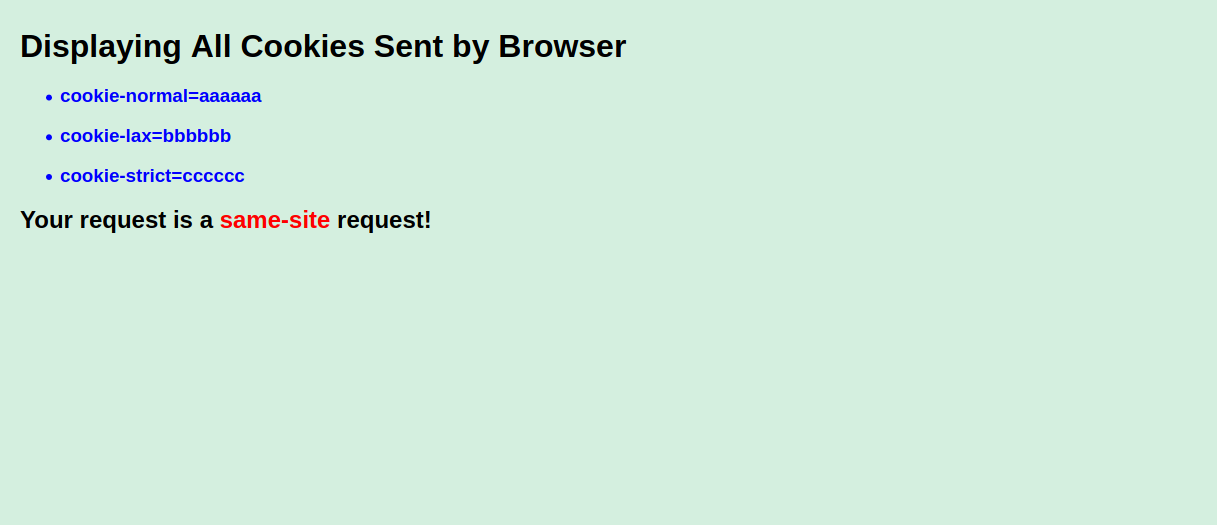 Displaying All Cookies Sent by Browser
• cookie-normal=aaaaaa
• cookie-lax=bbbbbb
• cookie-strict=cccccc
Your request is a same-site request!